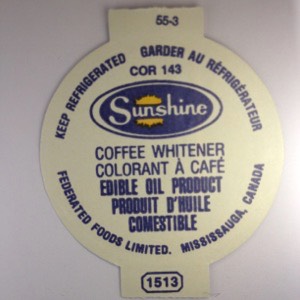 55-3
KEEP REFRIGERATED GARDER AU RÉFRIGÉRATEUR
COR 143
Sunshine
COFFEE WHITENER
COLORANT À CAFÉ
EDIBLE OIL PRODUCT
PRODUIT D'HUILE
COMESTIBLE
FEDERATED FOODS LIMITED. MISSISSAUGA, CANADA
1513